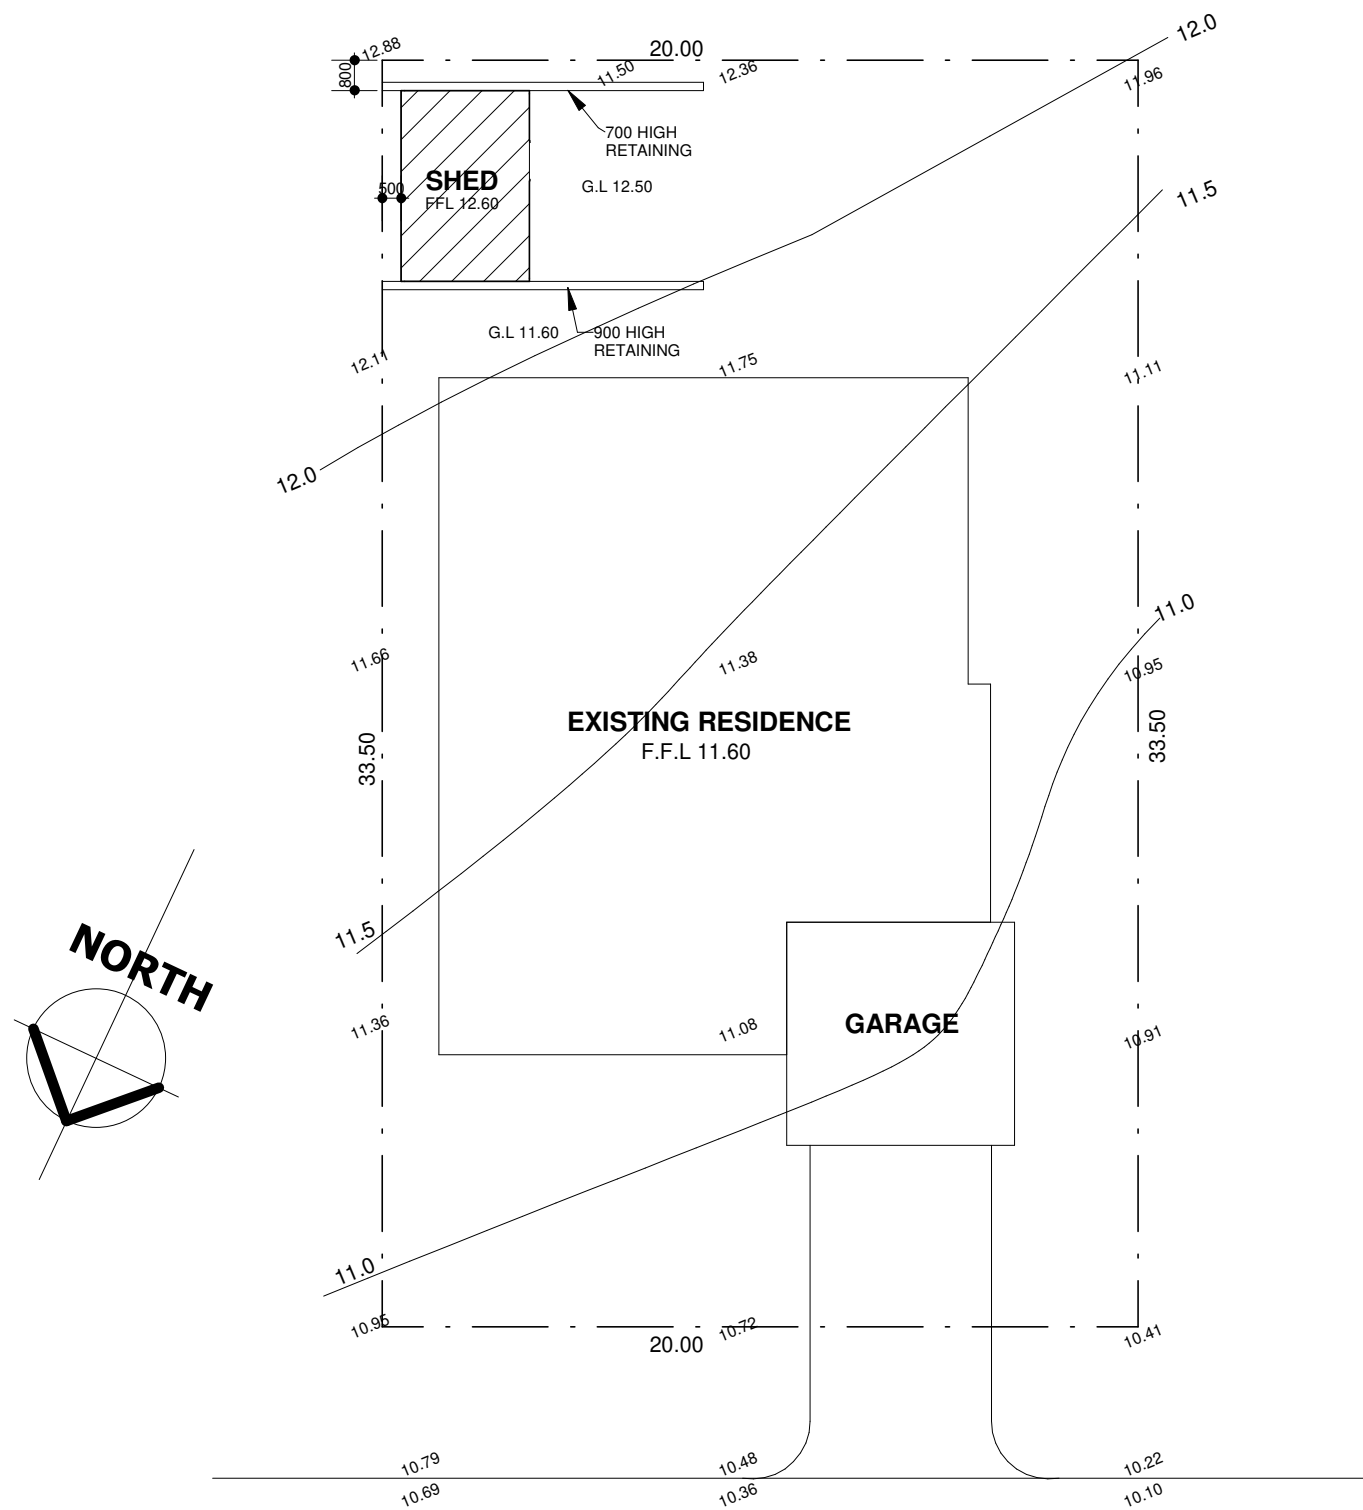 12.0
20.00
12.88
11.50
12.36
11.96
800
700 HIGH
RETAINING
SHED
FFL 12.60
G.L 12.50
500
11.5
G.L 11.60
900 HIGH
RETAINING
12.11
11.75
11.11
12.0
11.0
11.66
11.38
10.95
EXISTING RESIDENCE
F.F.L 11.60
33.50
33.50
11.5
NORTH
11.36
11.08
GARAGE
10.91
11.0
10.95
10.72
10.41
20.00
10.79
10.48
10.22
10.69
10.36
10.10